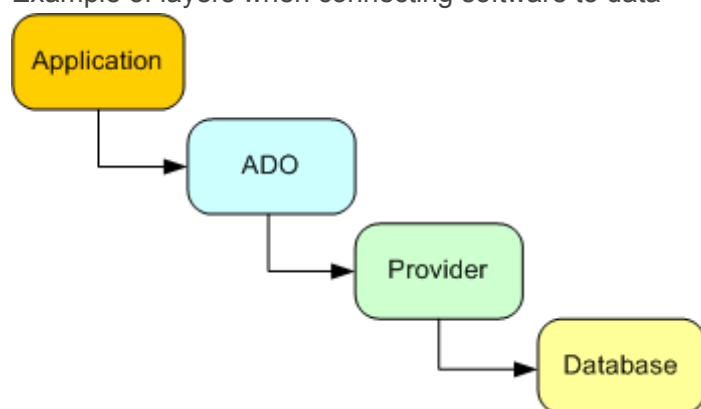 Example of layers when connecting software to data
Application
ADO
Provider
Database